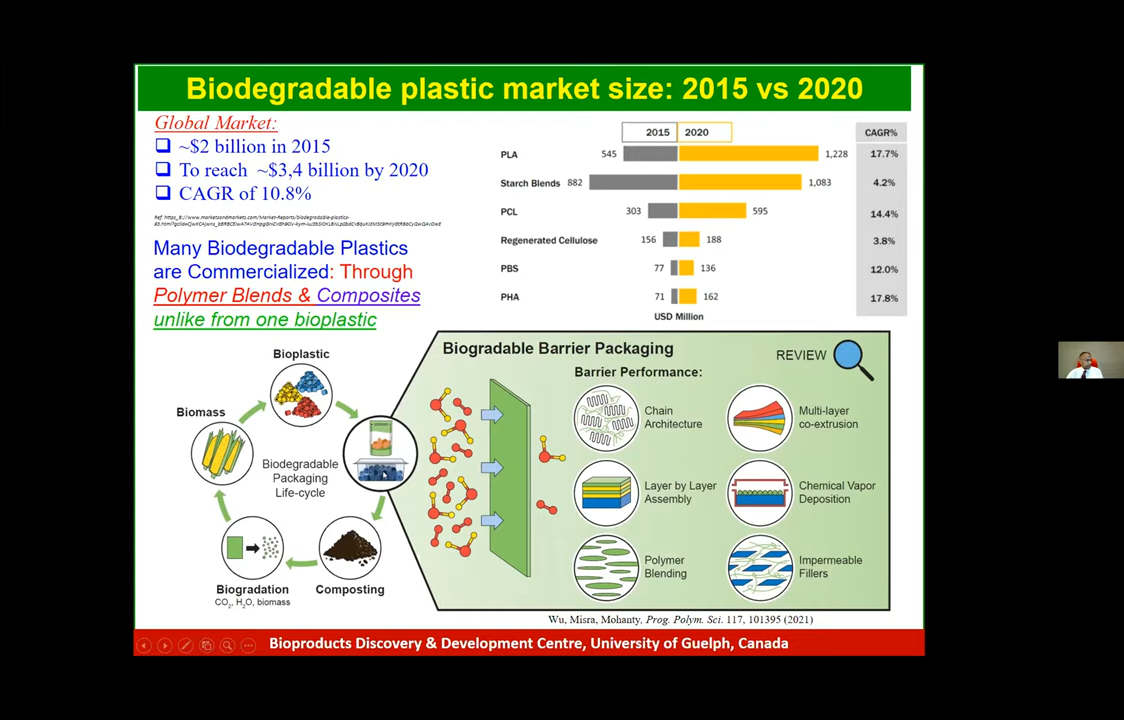 Biodegradable plastic market size: 2015 vs 2020
Global Market:
~$2 billion in 2015
To reach ~$3,4 billion by 2020
CAGR of 10.8%
Many Biodegradable Plastics
are Commercialized: Through
Polymer Blends & Composites
unlike from one bioplastic
2015 2020 CAGR%
PLA 545 1,228 17.7%
Starch Blends 882 1,083 4.2%
PCL 303 595 14.4%
Regenerated Cellulose 156 188 3.8%
PBS 77 136 12.0%
PHA 71 162 17.8%
USD Million
Bioplastic
Biomass
Biodegradable
Packaging
Life-cycle
Biogradation
CO2, H2O, biomass
Composting
Biogradable Barrier Packaging
REVIEW
Barrier Performance:
Chain
Architecture
Multi-layer
co-extrusion
Layer by Layer
Assembly
Chemical Vapor
Deposition
Polymer
Blending
Impermeable
Fillers
Wu, Misra, Mohanty, Prog. Polym. Sci. 117, 101395 (2021)
Bioproducts Discovery & Development Centre, University of Guelph, Canada